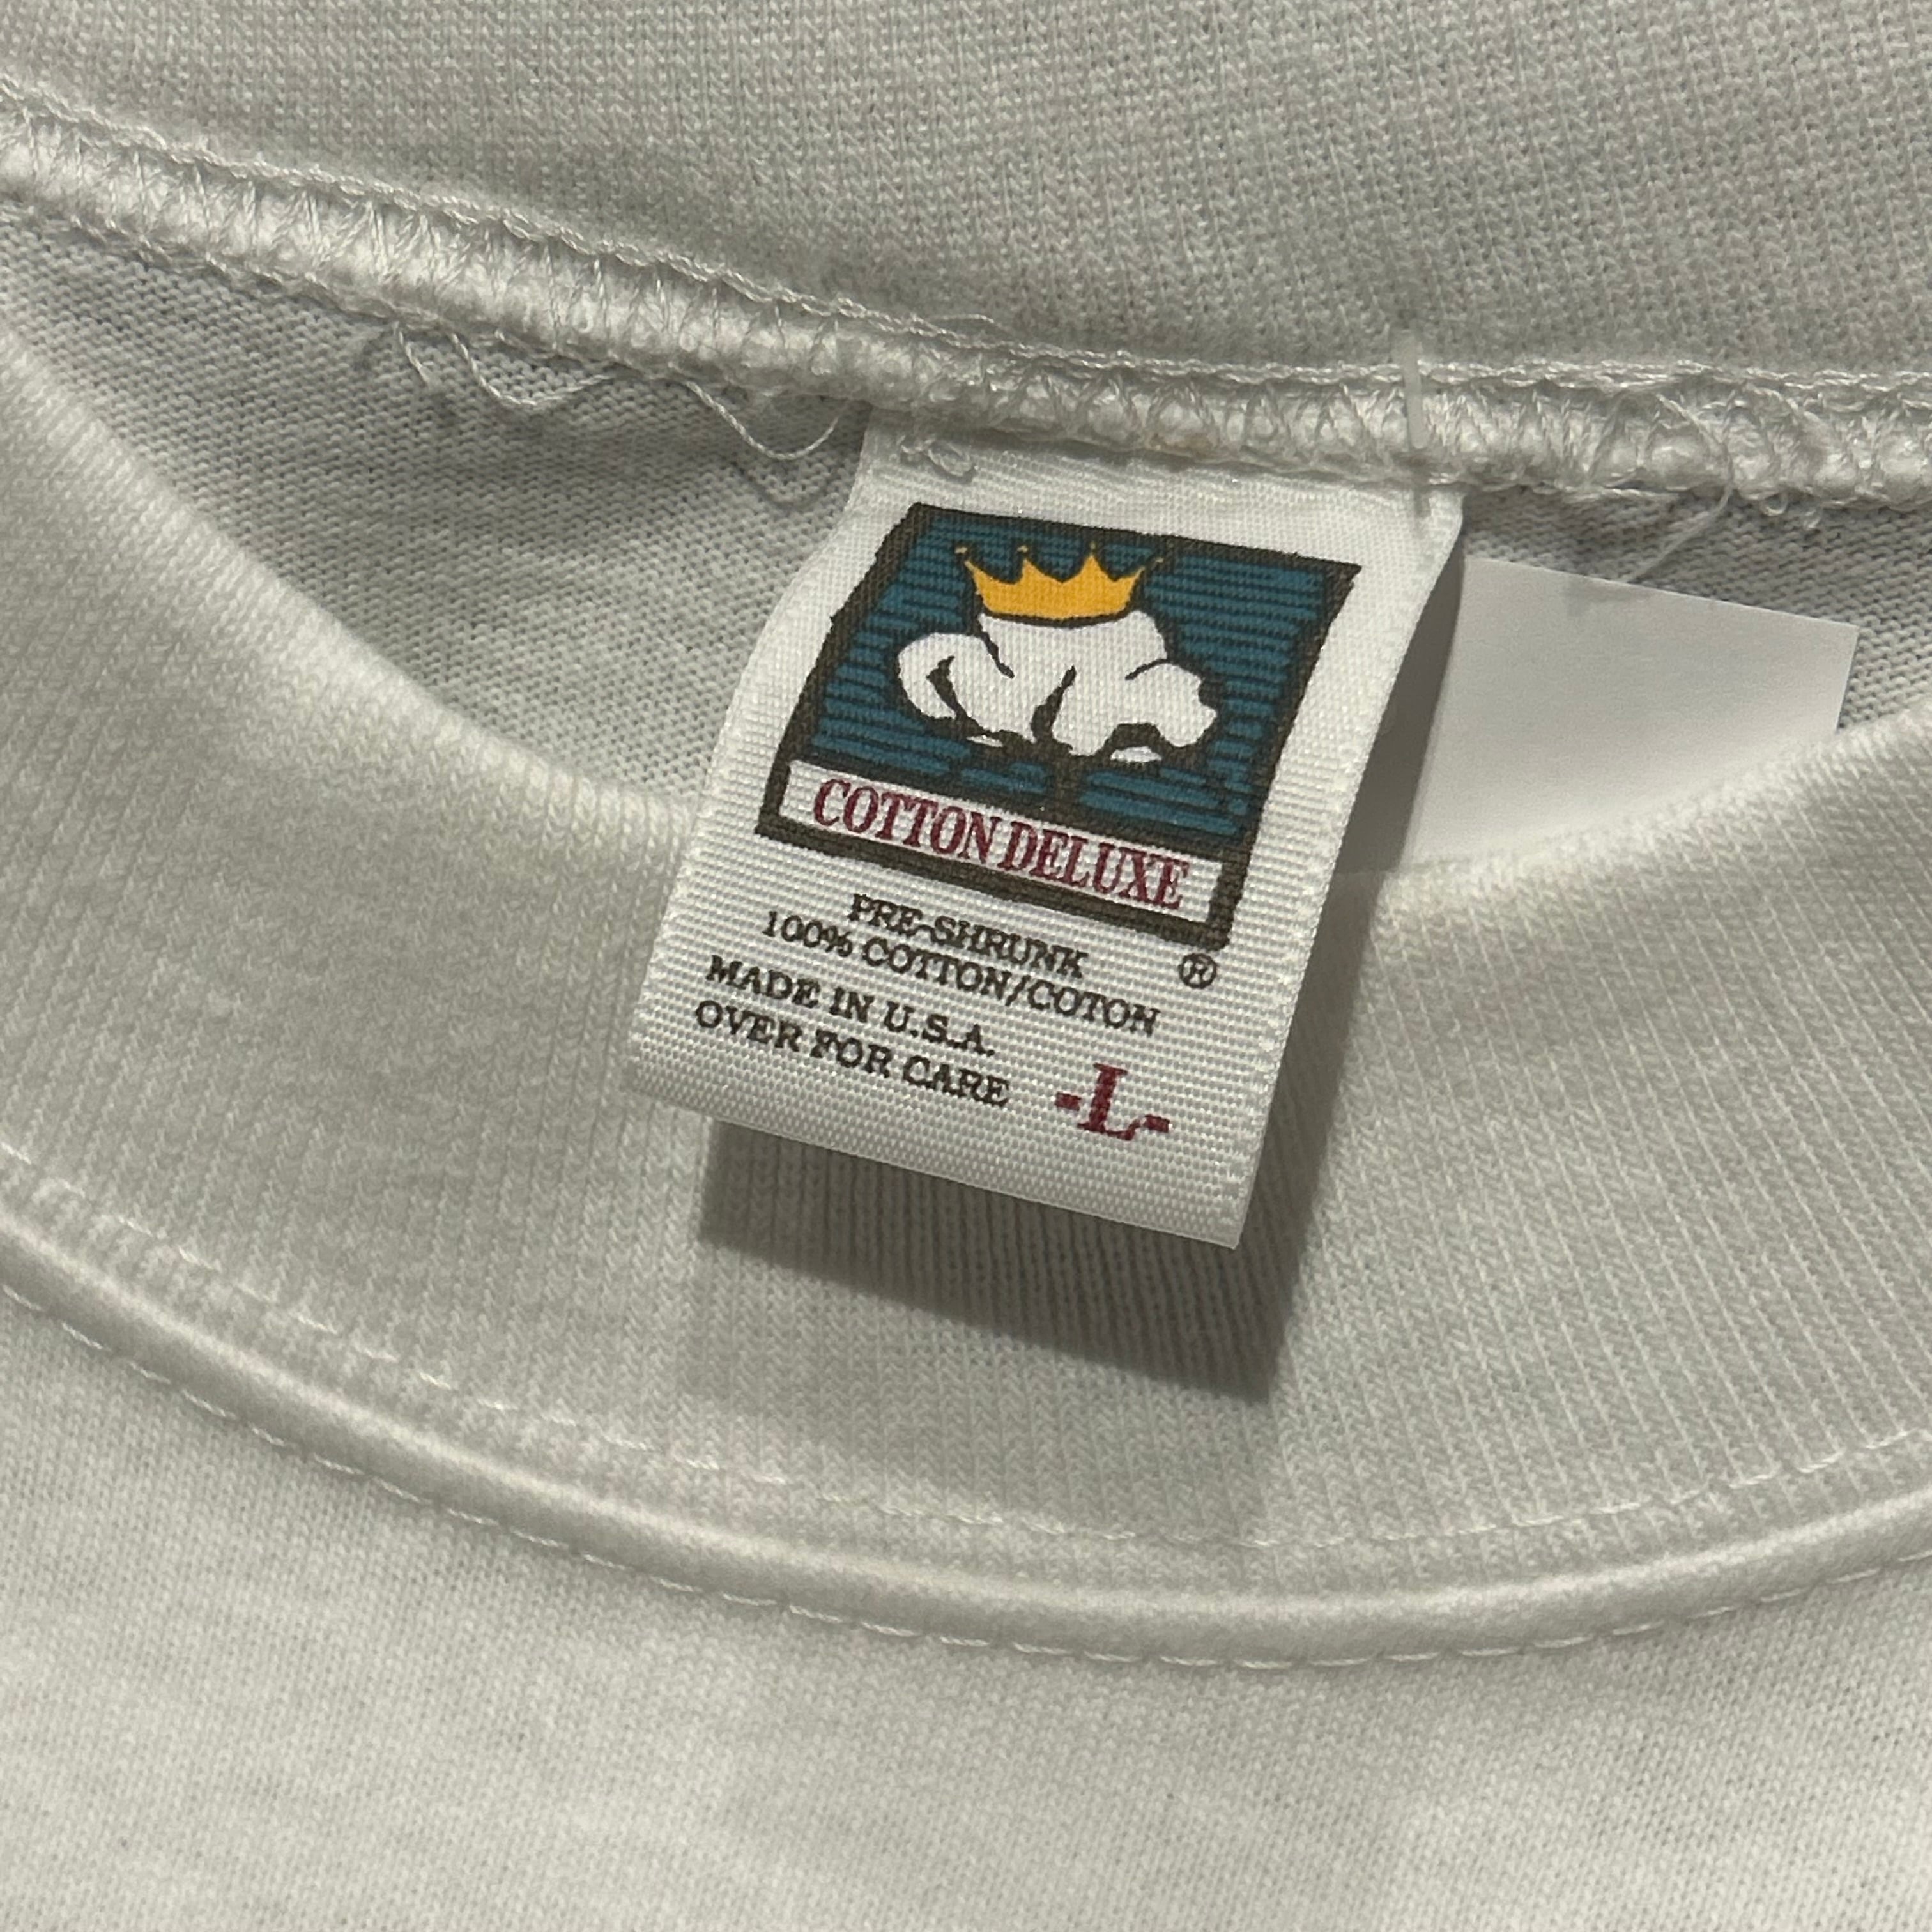 COTTON DELUXE
®
PRE-SHRUNK
100% COTTON/COTON
MADE IN U.S.A.
OVER FOR CARE
-L-